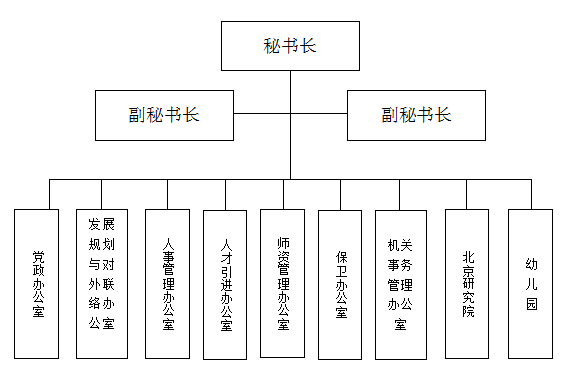 秘书长
副秘书长
副秘书长
党政办公室
发展规划与对外联络办公室
人事管理办公室
人才引进办公室
师资管理办公室
保卫办公室
机关事务管理办公室
北京研究院
幼儿园